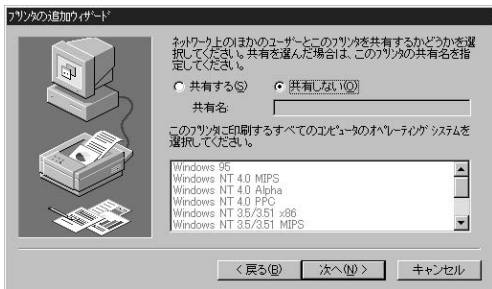 プリンタの追加ウィザード
ネットワーク上のほかのユーザーとこのプリンタを共有するかどうかを選
択してください。共有を選んだ場合は、このプリンタの共有名を指
定してください。
共有する(S)
共有しない(O)
共有名:
このプリンタに印刷するすべてのコンピュータのオペレーティング システムを
選択してください。
Windows 95
Windows NT 4.0 MIPS
Windows NT 4.0 Alpha
Windows NT 4.0 PPC
Windows NT 3.5/3.51 x86
Windows NT 3.5/3.51 MIPS
< 戻る(B)
次へ(N) >
キャンセル